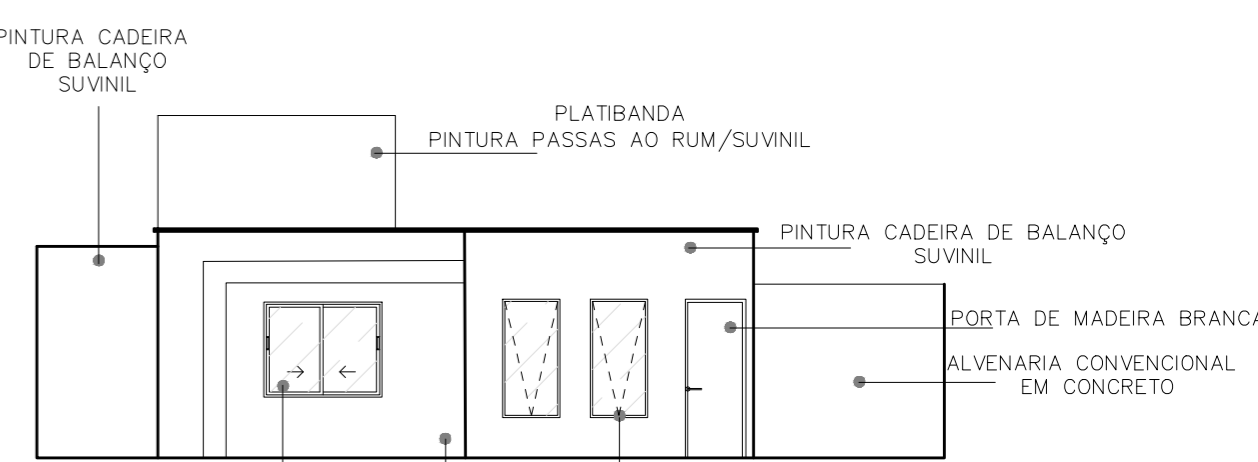 PINTURA CADEIRA
DE BALANÇO
SUVINIL
PLATIBANDA
PINTURA PASSAS AO RUM/SUVINIL
PINTURA CADEIRA DE BALANÇO
SUVINIL
PORTA DE MADEIRA BRANCA
ALVENARIA CONVENCIONAL
EM CONCRETO